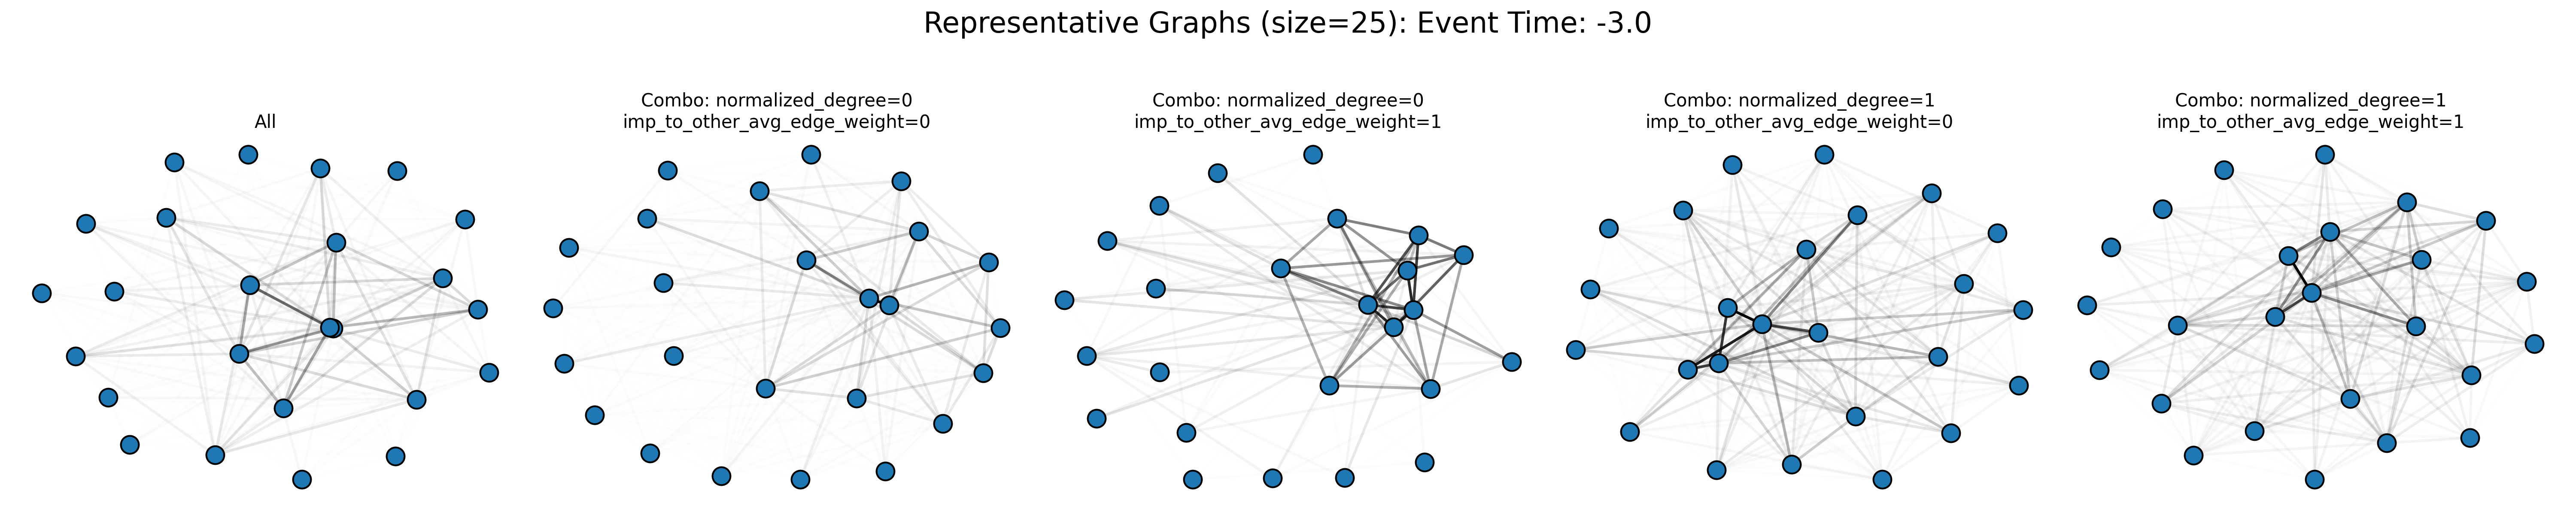 Representative Graphs (size=25): Event Time: -3.0
All
Combo: normalized_degree=0
imp_to_other_avg_edge_weight=0
Combo: normalized_degree=0
imp_to_other_avg_edge_weight=1
Combo: normalized_degree=1
imp_to_other_avg_edge_weight=0
Combo: normalized_degree=1
imp_to_other_avg_edge_weight=1